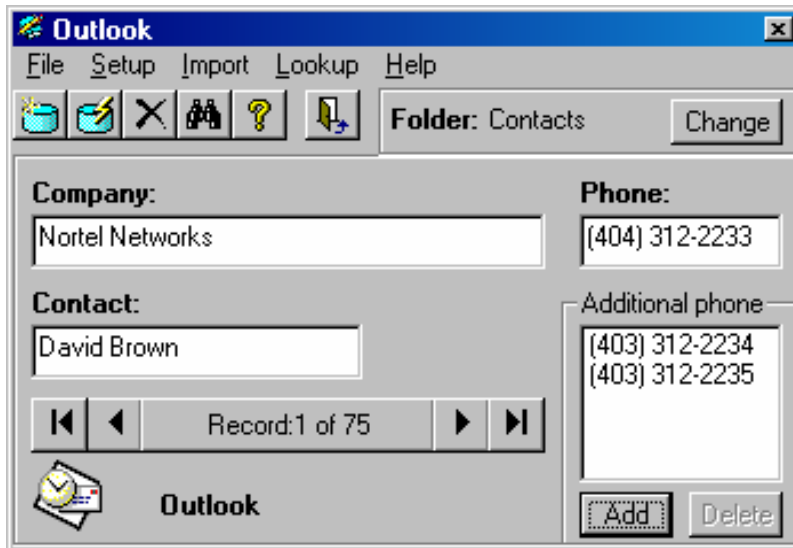 Outlook
File Setup Import Lookup Help
Folder: Contacts
Change
Company:
Nortel Networks
Phone:
(404) 312-2233
Contact:
David Brown
Additional phone
(403) 312-2234
(403) 312-2235
Record:1 of 75
Outlook
Add
Delete